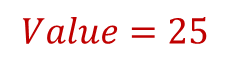 Value = 25